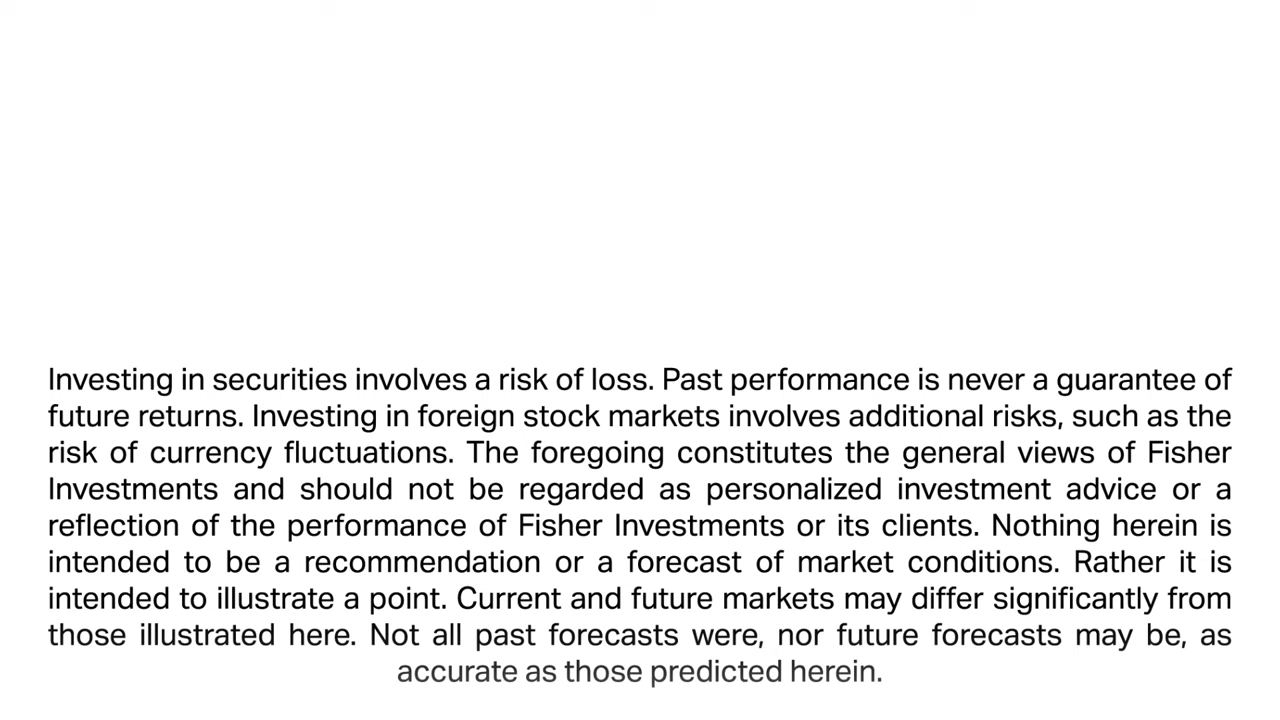 Investing in securities involves a risk of loss. Past performance is never a guarantee of
future returns. Investing in foreign stock markets involves additional risks, such as the
risk of currency fluctuations. The foregoing constitutes the general views of Fisher
Investments and should not be regarded as personalized investment advice or a
reflection of the performance of Fisher Investments or its clients. Nothing herein is
intended to be a recommendation or a forecast of market conditions. Rather it is
intended to illustrate a point. Current and future markets may differ significantly from
those illustrated here. Not all past forecasts were, nor future forecasts may be, as
accurate as those predicted herein.